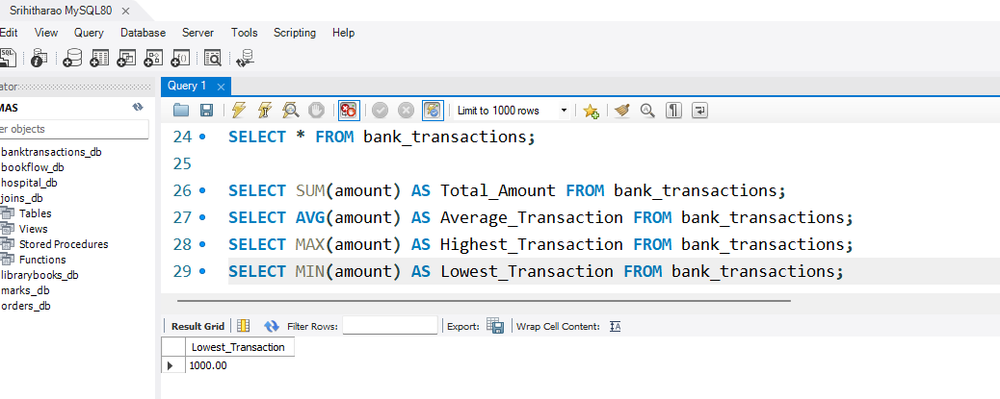 Srihitharao MySQL80 ×
Edit View Query Database Server Tools Scripting Help
Query 1 ×
Limit to 1000 rows
banktransactions_db
bookflow_db
hospital_db
joins_db
Tables
Views
Stored Procedures
Functions
librarybooks_db
marks_db
orders_db
24 SELECT * FROM bank_transactions;
25
26 SELECT SUM(amount) AS Total_Amount FROM bank_transactions;
27 SELECT AVG(amount) AS Average_Transaction FROM bank_transactions;
28 SELECT MAX(amount) AS Highest_Transaction FROM bank_transactions;
29 SELECT MIN(amount) AS Lowest_Transaction FROM bank_transactions;
Result Grid Filter Rows: Export: Wrap Cell Content:
Lowest_Transaction
1000.00